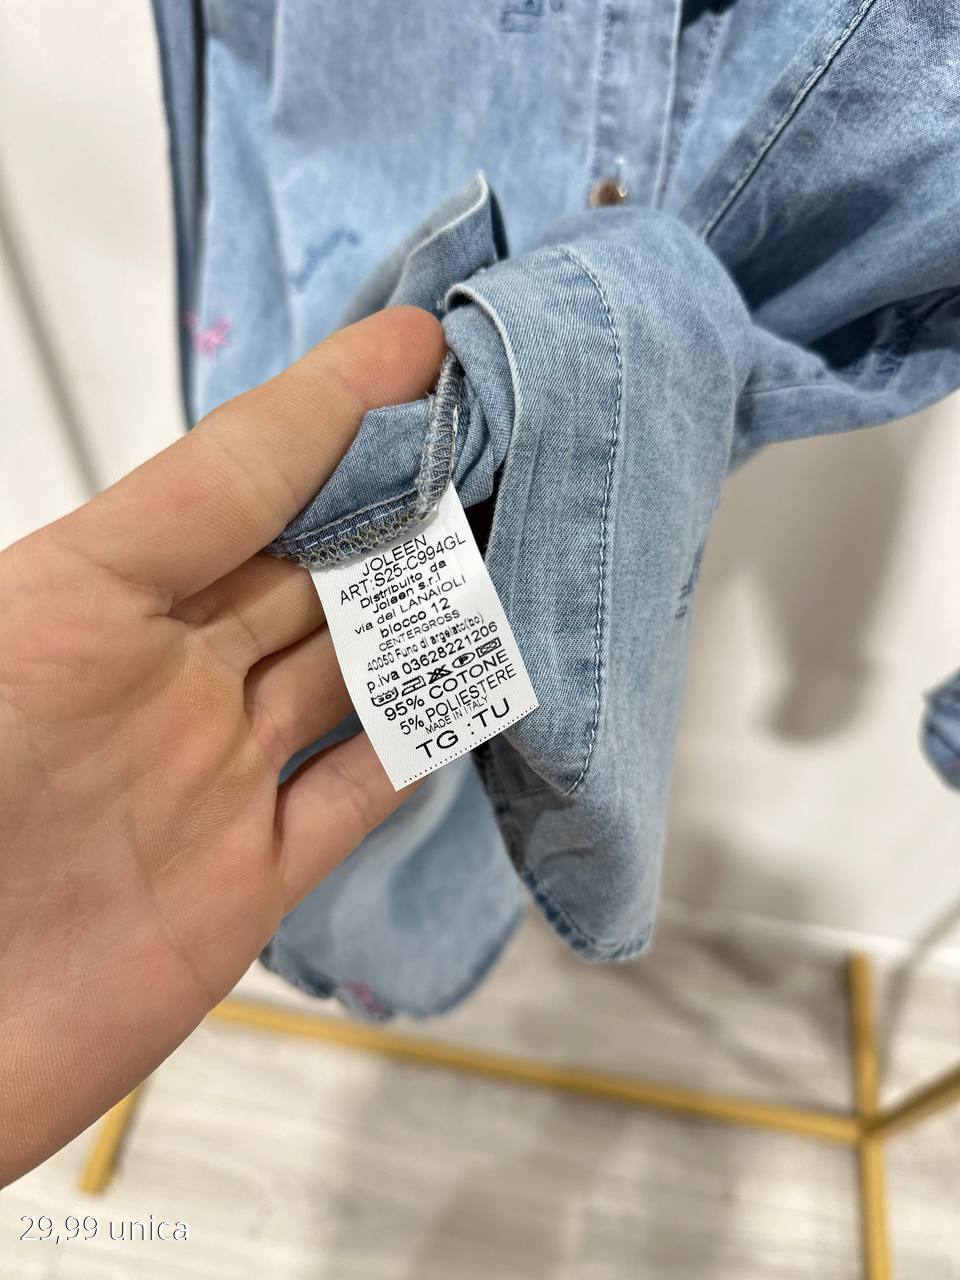 JOLEEN
ART:S25-C994GL
Distribuito da
Joleen s.r.l
via dei LANAIOLI
blocco 12
CENTERGROSS
40050 Funo di argelato(bo)
p.iva 03628221206
30
P
95% COTONE
5% POLIESTERE
MADE IN ITALY
TG :TU
29,99 unica